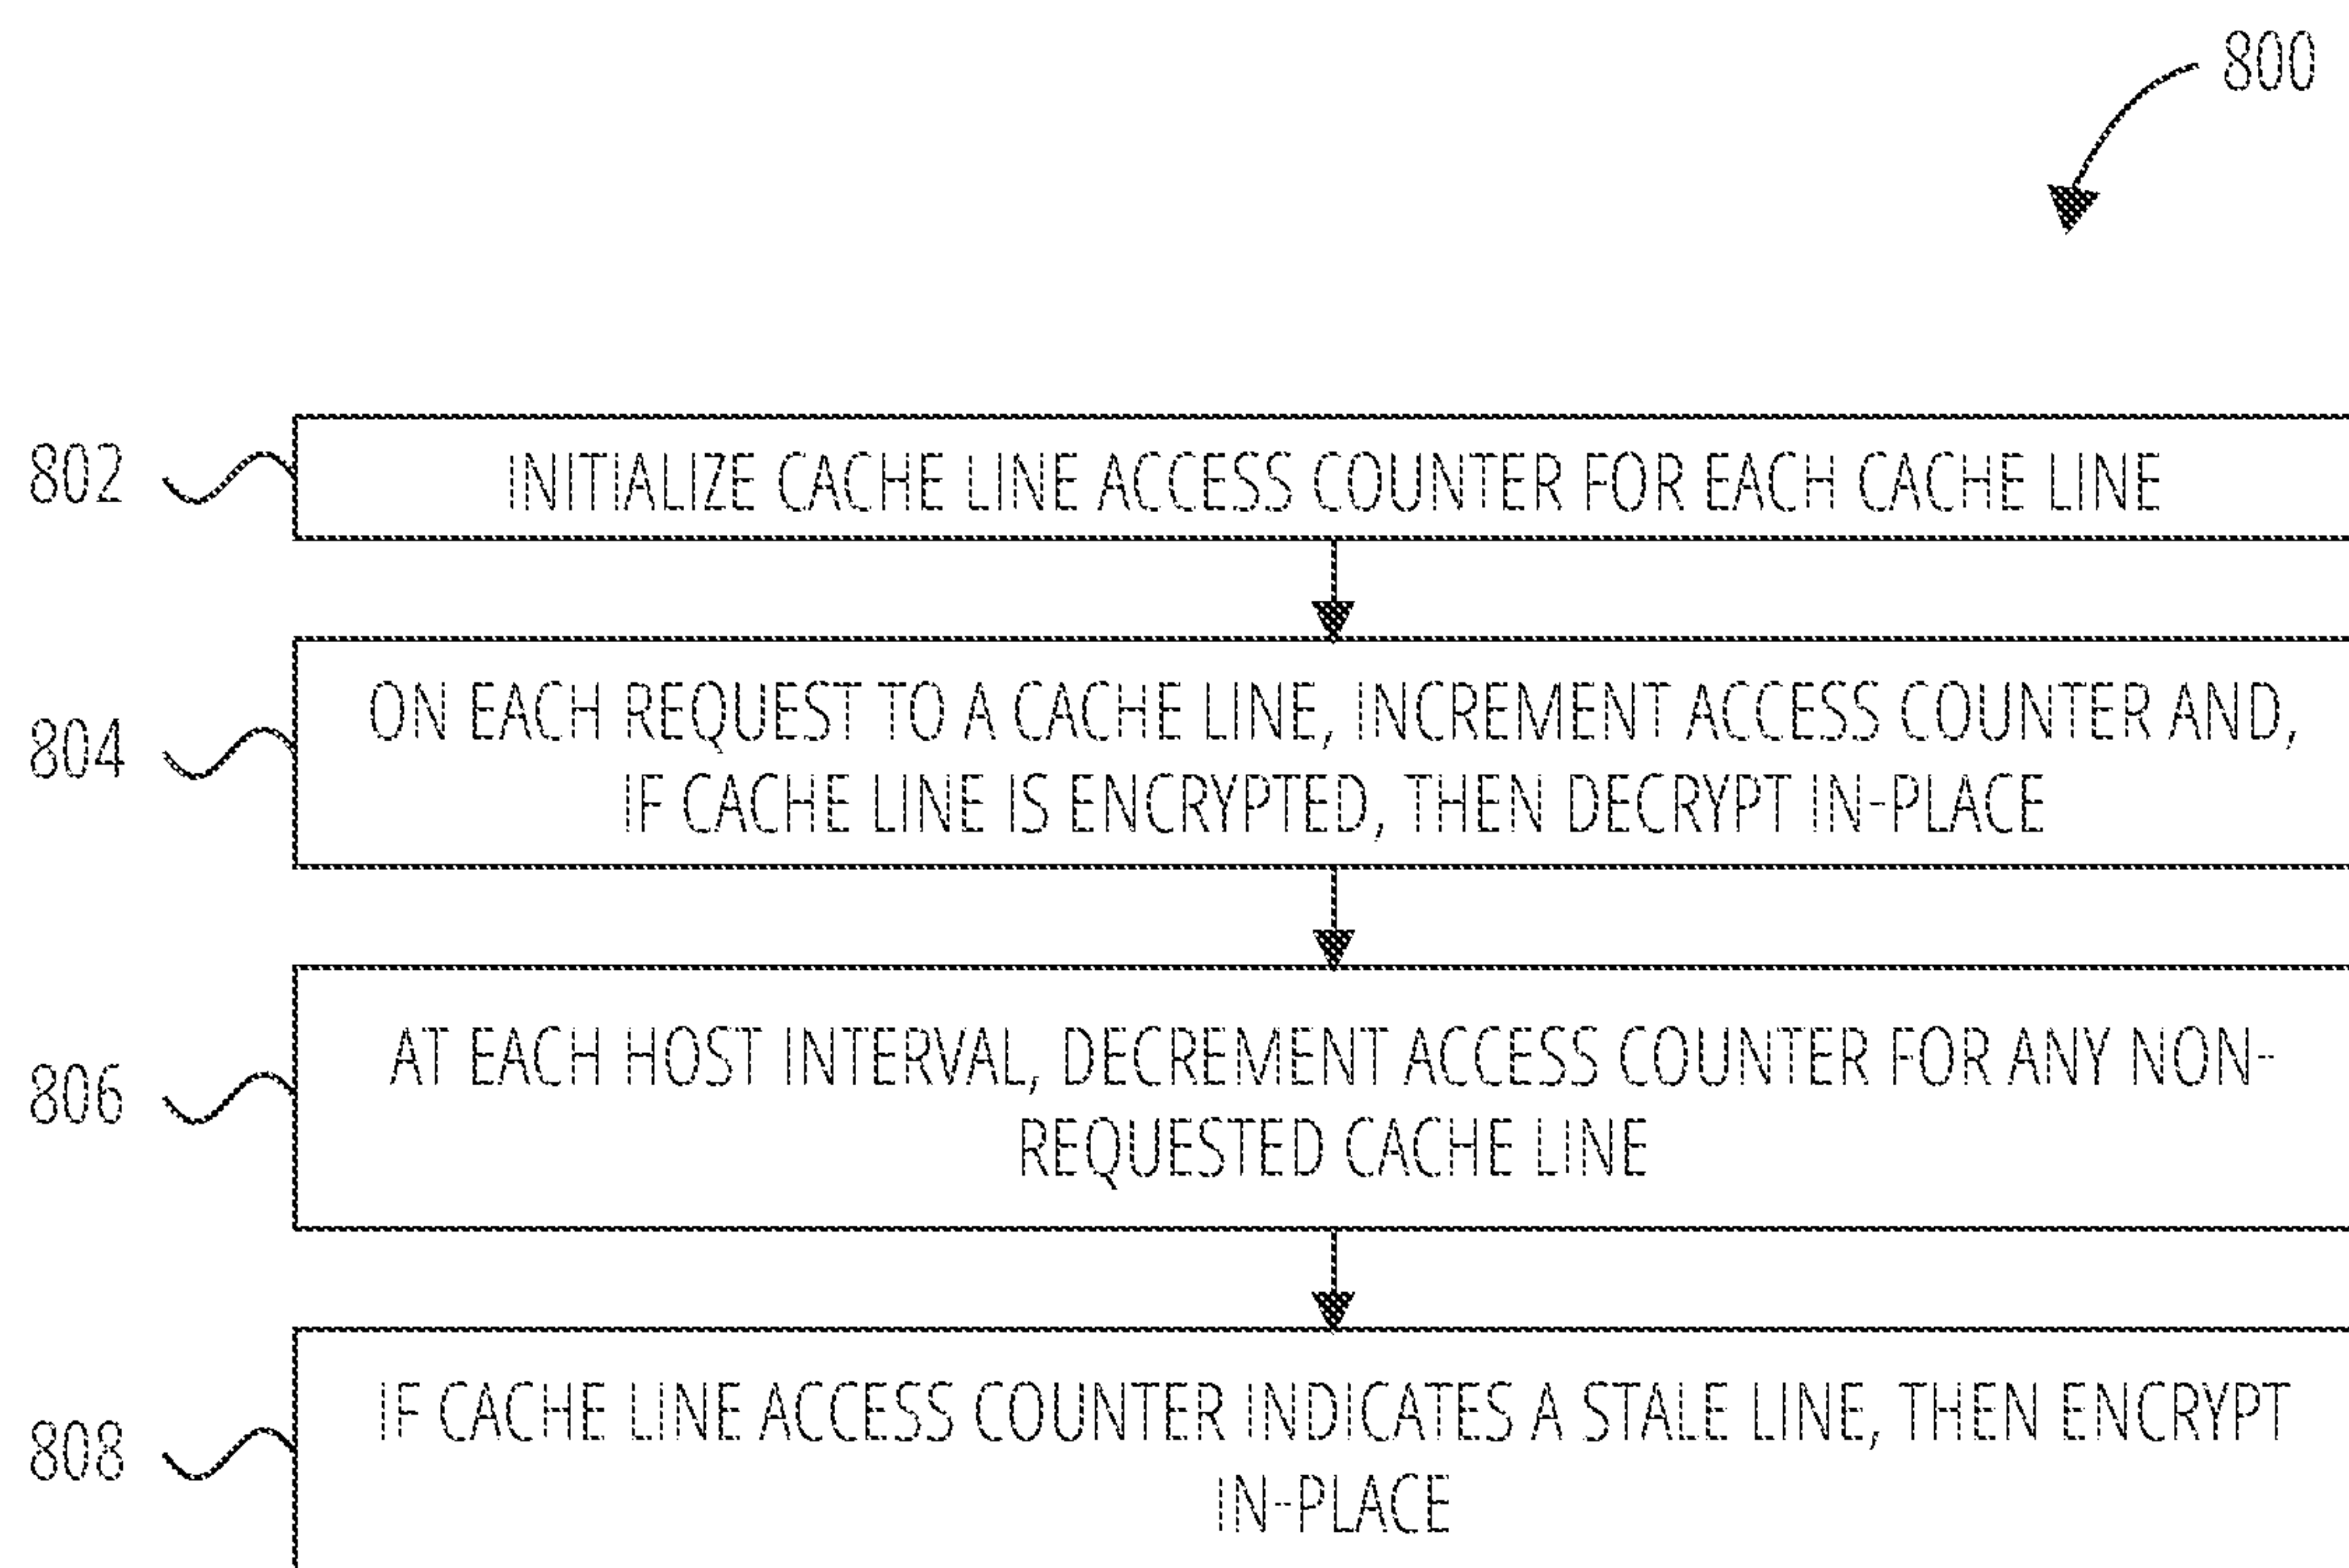 800
802
INITIALIZE CACHE LINE ACCESS COUNTER FOR EACH CACHE LINE
804
ON EACH REQUEST TO A CACHE LINE, INCREMENT ACCESS COUNTER AND,
IF CACHE LINE IS ENCRYPTED, THEN DECRYPT IN-PLACE
806
AT EACH HOST INTERVAL, DECREMENT ACCESS COUNTER FOR ANY NON-
REQUESTED CACHE LINE
808
IF CACHE LINE ACCESS COUNTER INDICATES A STALE LINE, THEN ENCRYPT
IN-PLACE